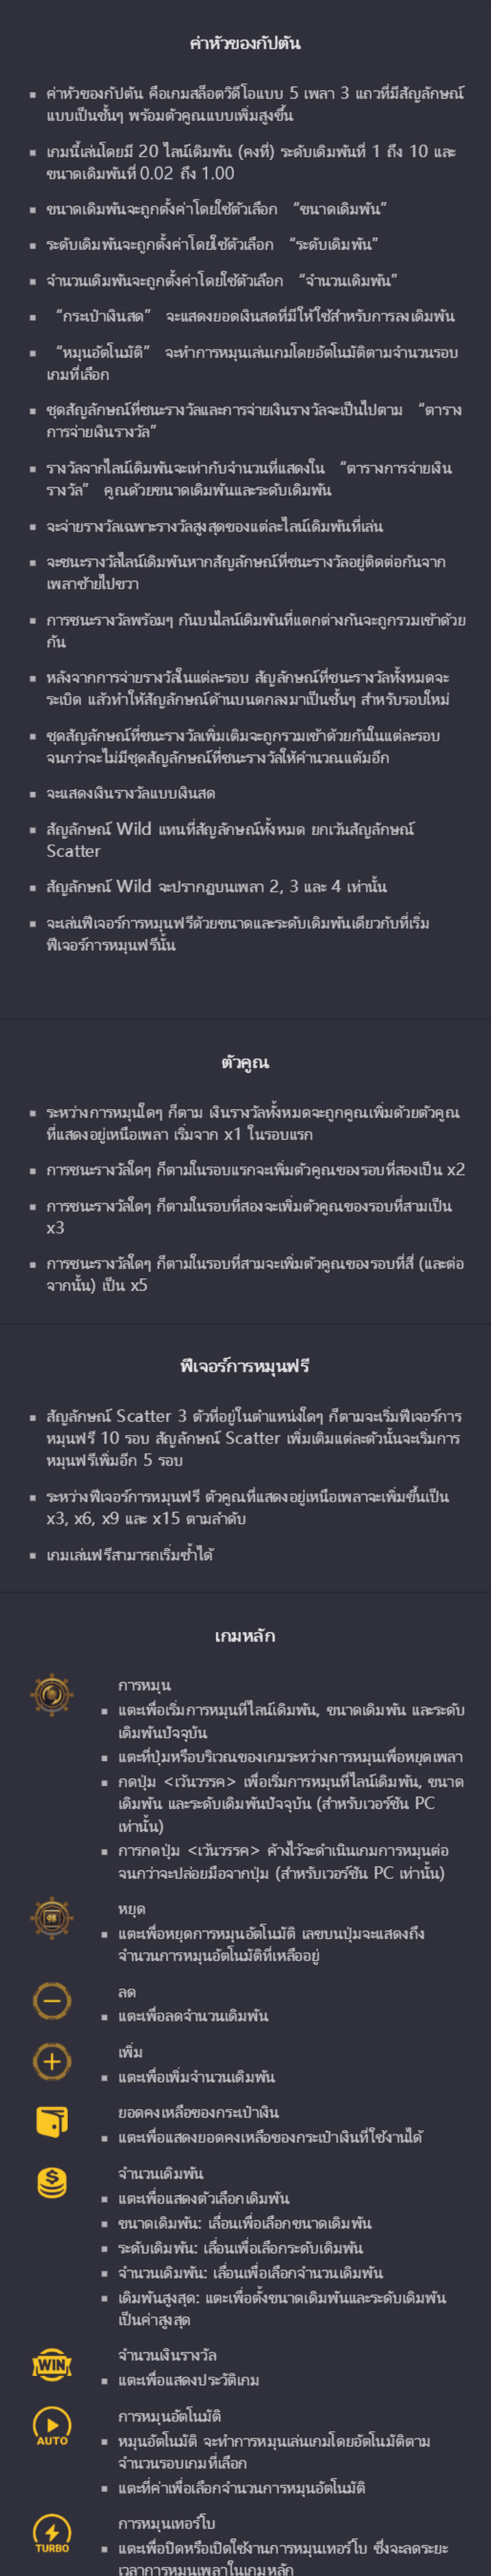 ค่าหัวของกัปตัน
▪ ค่าหัวของกัปตัน คือเกมสล็อตวิดีโอแบบ 5 เพลา 3 แถวที่มีสัญลักษณ์
แบบเป็นชั้นๆ พร้อมตัวคูณแบบเพิ่มสูงขึ้น
▪ เกมนี้เล่นโดยมี 20 ไลน์เดิมพัน (คงที่) ระดับเดิมพันที่ 1 ถึง 10 และ
ขนาดเดิมพันที่ 0.02 ถึง 1.00
▪ ขนาดเดิมพันจะถูกตั้งค่าโดยใช้ตัวเลือก “ขนาดเดิมพัน”
▪ ระดับเดิมพันจะถูกตั้งค่าโดยใช้ตัวเลือก “ระดับเดิมพัน”
▪ จำนวนเดิมพันจะถูกตั้งค่าโดยใช้ตัวเลือก “จำนวนเดิมพัน”
▪ “กระเป๋าเงินสด” จะแสดงยอดเงินสดที่มีให้ใช้สำหรับการลงเดิมพัน
▪ “หมุนอัตโนมัติ” จะทำการหมุนเล่นเกมโดยอัตโนมัติตามจำนวนรอบ
เกมที่เลือก
▪ ชุดสัญลักษณ์ที่ชนะรางวัลและการจ่ายเงินรางวัลจะเป็นไปตาม “ตาราง
การจ่ายเงินรางวัล”
▪ รางวัลจากไลน์เดิมพันจะเท่ากับจำนวนที่แสดงใน “ตารางการจ่ายเงิน
รางวัล” คูณด้วยขนาดเดิมพันและระดับเดิมพัน
▪ จะจ่ายรางวัลเฉพาะรางวัลสูงสุดของแต่ละไลน์เดิมพันที่เล่น
▪ จะชนะรางวัลไลน์เดิมพันหากสัญลักษณ์ที่ชนะรางวัลอยู่ติดต่อกันจาก
เพลาซ้ายไปขวา
▪ การชนะรางวัลพร้อมๆ กันบนไลน์เดิมพันที่แตกต่างกันจะถูกรวมเข้าด้วย
กัน
▪ หลังจากการจ่ายรางวัลในแต่ละรอบ สัญลักษณ์ที่ชนะรางวัลทั้งหมดจะ
ระเบิด แล้วทำให้สัญลักษณ์ด้านบนตกลงมาเป็นชั้นๆ สำหรับรอบใหม่
▪ ชุดสัญลักษณ์ที่ชนะรางวัลเพิ่มเติมจะถูกรวมเข้าด้วยกันในแต่ละรอบ
จนกว่าจะไม่มีชุดสัญลักษณ์ที่ชนะรางวัลให้คำนวณแต้มอีก
▪ จะแสดงเงินรางวัลแบบเงินสด
▪ สัญลักษณ์ Wild แทนที่สัญลักษณ์ทั้งหมด ยกเว้นสัญลักษณ์
Scatter
▪ สัญลักษณ์ Wild จะปรากฏบนเพลา 2, 3 และ 4 เท่านั้น
▪ จะเล่นฟีเจอร์การหมุนฟรีด้วยขนาดและระดับเดิมพันเดียวกับที่เริ่ม
ฟีเจอร์การหมุนฟรีนั้น
ตัวคูณ
▪ ระหว่างการหมุนใดๆ ก็ตาม เงินรางวัลทั้งหมดจะถูกคูณเพิ่มด้วยตัวคูณ
ที่แสดงอยู่เหนือเพลา เริ่มจาก x1 ในรอบแรก
▪ การชนะรางวัลใดๆ ก็ตามในรอบแรกจะเพิ่มตัวคูณของรอบที่สองเป็น x2
▪ การชนะรางวัลใดๆ ก็ตามในรอบที่สองจะเพิ่มตัวคูณของรอบที่สามเป็น
x3
▪ การชนะรางวัลใดๆ ก็ตามในรอบที่สามจะเพิ่มตัวคูณของรอบที่สี่ (และต่อ
จากนั้น) เป็น x5
ฟีเจอร์การหมุนฟรี
▪ สัญลักษณ์ Scatter 3 ตัวที่อยู่ในตำแหน่งใดๆ ก็ตามจะเริ่มฟีเจอร์การ
หมุนฟรี 10 รอบ สัญลักษณ์ Scatter เพิ่มเติมแต่ละตัวนั้นจะเริ่มการ
หมุนฟรีเพิ่มอีก 5 รอบ
▪ ระหว่างฟีเจอร์การหมุนฟรี ตัวคูณที่แสดงอยู่เหนือเพลาจะเพิ่มขึ้นเป็น
x3, x6, x9 และ x15 ตามลำดับ
▪ เกมเล่นฟรีสามารถเริ่มซ้ำได้
เกมหลัก
การหมุน
▪ แตะเพื่อเริ่มการหมุนที่ไลน์เดิมพัน, ขนาดเดิมพัน และระดับ
เดิมพันปัจจุบัน
▪ แตะที่ปุ่มหรือบริเวณของเกมระหว่างการหมุนเพื่อหยุดเพลา
▪ กดปุ่ม <เว้นวรรค> เพื่อเริ่มการหมุนที่ไลน์เดิมพัน, ขนาด
เดิมพัน และระดับเดิมพันปัจจุบัน (สำหรับเวอร์ชัน PC
เท่านั้น)
▪ การกดปุ่ม <เว้นวรรค> ค้างไว้จะดำเนินเกมการหมุนต่อ
จนกว่าจะปล่อยมือจากปุ่ม (สำหรับเวอร์ชัน PC เท่านั้น)
98
หยุด
▪ แตะเพื่อหยุดการหมุนอัตโนมัติ เลขบนปุ่มจะแสดงถึง
จำนวนการหมุนอัตโนมัติที่เหลืออยู่
ลด
▪ แตะเพื่อลดจำนวนเดิมพัน
เพิ่ม
▪ แตะเพื่อเพิ่มจำนวนเดิมพัน
ยอดคงเหลือของกระเป๋าเงิน
▪ แตะเพื่อแสดงยอดคงเหลือของกระเป๋าเงินที่ใช้งานได้
จำนวนเดิมพัน
▪ แตะเพื่อแสดงตัวเลือกเดิมพัน
▪ ขนาดเดิมพัน: เลื่อนเพื่อเลือกขนาดเดิมพัน
▪ ระดับเดิมพัน: เลื่อนเพื่อเลือกระดับเดิมพัน
▪ จำนวนเดิมพัน: เลื่อนเพื่อเลือกจำนวนเดิมพัน
▪ เดิมพันสูงสุด: แตะเพื่อตั้งขนาดเดิมพันและระดับเดิมพัน
เป็นค่าสูงสุด
WIN
จำนวนเงินรางวัล
▪ แตะเพื่อแสดงประวัติเกม
AUTO
การหมุนอัตโนมัติ
▪ หมุนอัตโนมัติ จะทำการหมุนเล่นเกมโดยอัตโนมัติตาม
จำนวนรอบเกมที่เลือก
▪ แตะที่ค่าเพื่อเลือกจำนวนการหมุนอัตโนมัติ
TURBO
การหมุนเทอร์โบ
▪ แตะเพื่อปิดหรือเปิดใช้งานการหมุนเทอร์โบ ซึ่งจะลดระยะ
เวลาการหมุนเพลาในเกมหลัก